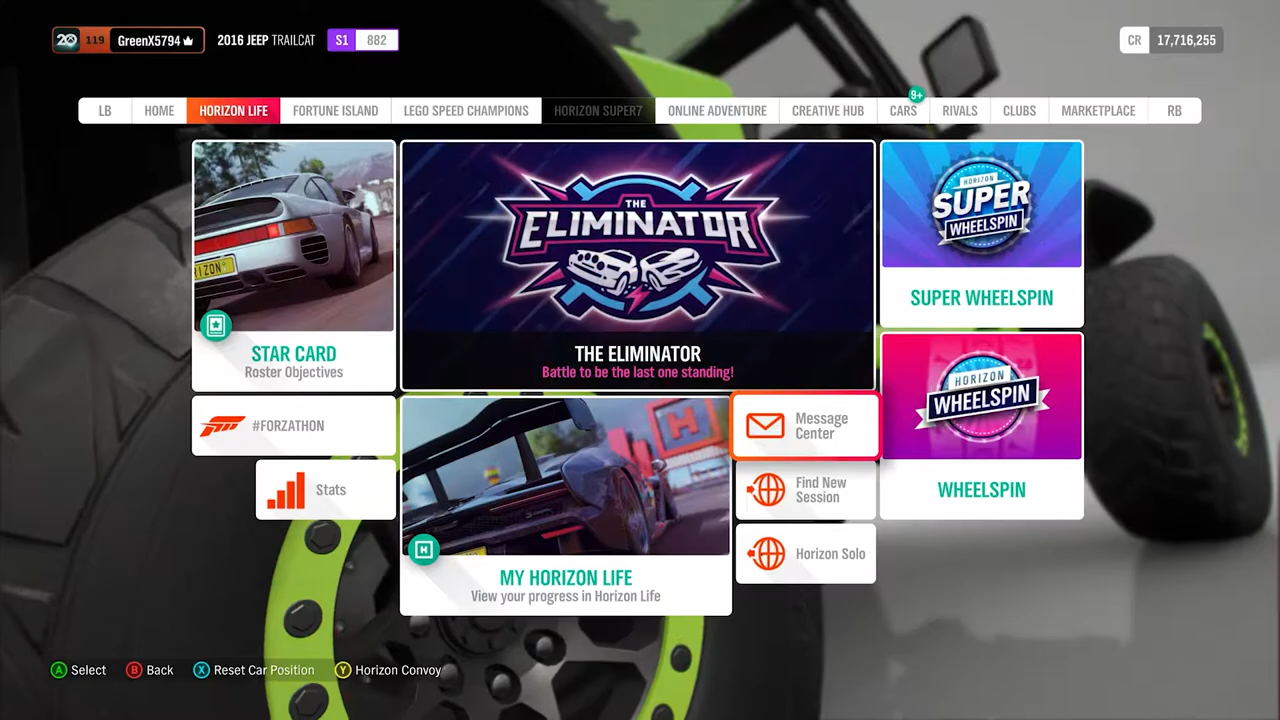 20 119 GreenX5794 2016 JEEP TRAILCAT S1 882 CR 17,716,255
9+
LB HOME HORIZON LIFE FORTUNE ISLAND LEGO SPEED CHAMPIONS HORIZON SUPER7 ONLINE ADVENTURE CREATIVE HUB CARS RIVALS CLUBS MARKETPLACE RB
RIZON
STAR CARD
Roster Objectives
THE
ELIMINATOR
THE ELIMINATOR
Battle to be the last one standing!
HORIZON
SUPER
WHEELSPIN
SUPER WHEELSPIN
#FORZATHON
Stats
H
H
MY HORIZON LIFE
View your progress in Horizon Life
Message
Center
Find New
Session
Horizon Solo
HORIZON
WHEELSPIN
WHEELSPIN
A Select B Back X Reset Car Position Y Horizon Convoy